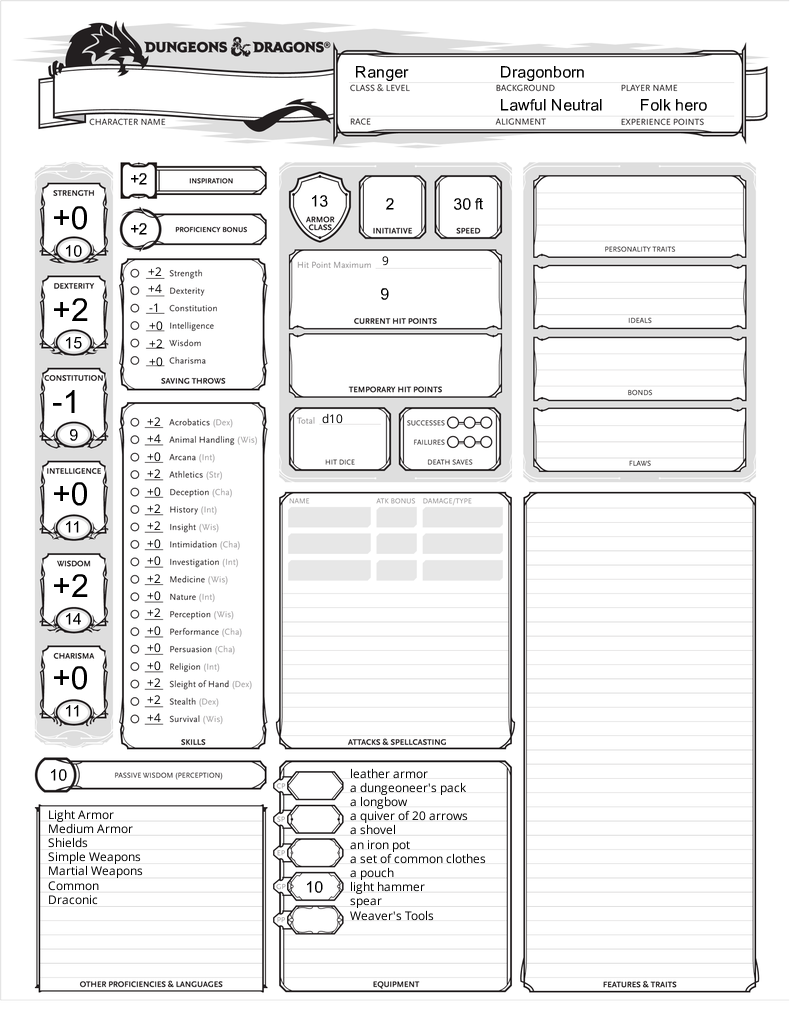 DUNGEONS & DRAGONS®
CHARACTER NAME
Ranger Dragonborn
CLASS & LEVEL BACKGROUND PLAYER NAME
Lawful Neutral Folk hero
RACE ALIGNMENT EXPERIENCE POINTS
STRENGTH
+0
10
DEXTERITY
+2
15
CONSTITUTION
-1
9
INTELLIGENCE
+0
11
WISDOM
+2
14
CHARISMA
+0
11
+2 INSPIRATION
+2 PROFICIENCY BONUS
+2 Strength
+4 Dexterity
-1 Constitution
+0 Intelligence
+2 Wisdom
+0 Charisma
SAVING THROWS
+2 Acrobatics (Dex)
+4 Animal Handling (Wis)
+0 Arcana (Int)
+2 Athletics (Str)
+0 Deception (Cha)
+2 History (Int)
+2 Insight (Wis)
+0 Intimidation (Cha)
+0 Investigation (Int)
+2 Medicine (Wis)
+0 Nature (Int)
+2 Perception (Wis)
+0 Performance (Cha)
+0 Persuasion (Cha)
+0 Religion (Int)
+2 Sleight of Hand (Dex)
+2 Stealth (Dex)
+4 Survival (Wis)
SKILLS
10 PASSIVE WISDOM (PERCEPTION)
Light Armor
Medium Armor
Shields
Simple Weapons
Martial Weapons
Common
Draconic
OTHER PROFICIENCIES & LANGUAGES
13
ARMOR
CLASS
2
INITIATIVE
30 ft
SPEED
Hit Point Maximum 9
9
CURRENT HIT POINTS
TEMPORARY HIT POINTS
Total d10
HIT DICE
SUCCESSES
FAILURES
DEATH SAVES
NAME ATK BONUS DAMAGE/TYPE
ATTACKS & SPELLCASTING
CP
SP
EP
GP 10
PP
leather armor
a dungeoneer's pack
a longbow
a quiver of 20 arrows
a shovel
an iron pot
a set of common clothes
a pouch
light hammer
spear
Weaver's Tools
EQUIPMENT
PERSONALITY TRAITS
IDEALS
BONDS
FLAWS
FEATURES & TRAITS